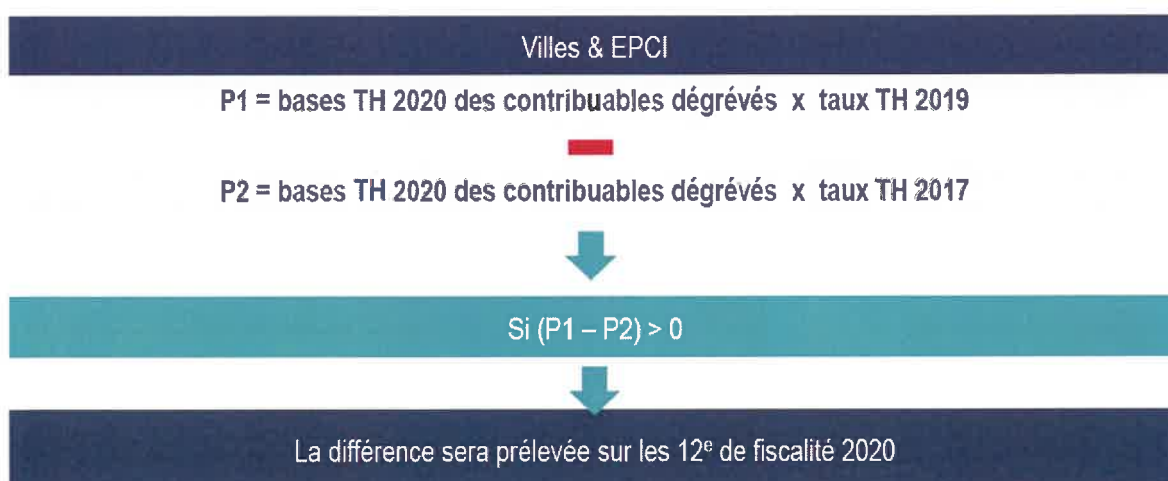 Villes & EPCI
P1 = bases TH 2020 des contribuables dégrévés x taux TH 2019
P2 = bases TH 2020 des contribuables dégrévés x taux TH 2017
Si (P1 – P2) > 0
La différence sera prélevée sur les 12e de fiscalité 2020